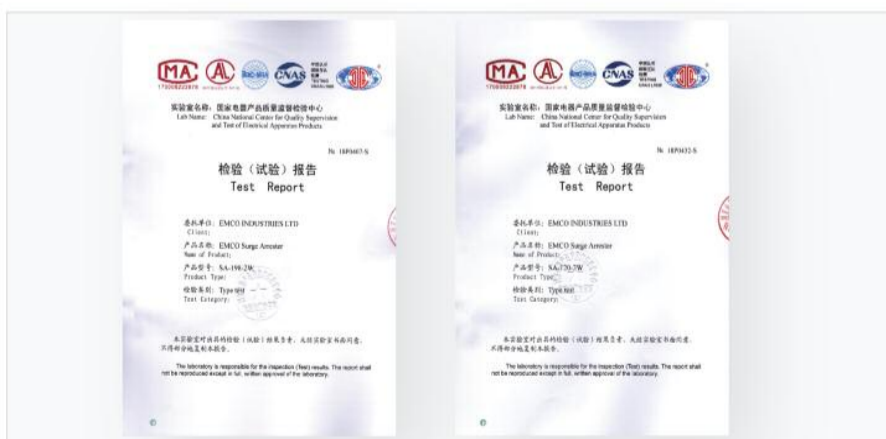 MA
AL
ilac-MRA
CNAS
TESTING
170008222878
实验室名称：国家电器产品质量监督检验中心
Lab Name: China National Center for Quality Supervision
and Test of Electrical Apparatus Products
№ 18P0407-S
检验（试验）报告
Test Report
委托单位：EMCO INDUSTRIES LTD
Client:
产品名称：EMCO Surge Arrester
Name of Product:
产品型号：SA-198-2W
Product Type:
检验类别：Type test
Test Category:
本实验室对出具的检验（试验）结果负责，未经实验室书面同意，
不得部分地复制本报告。
The laboratory is responsible for the inspection (Test) results. The report shall
not be reproduced except in full, written approval of the laboratory.
MA
AL
CNAS
TESTING
170008222878
实验室名称：国家电器产品质量监督检验中心
Lab Name: China National Center for Quality Supervision
and Test of Electrical Apparatus Products
№ 18P0432-S
检验（试验）报告
Test Report
委托单位：EMCO INDUSTRIES LTD
Client:
产品名称：EMCO Surge Arrester
Name of Product:
产品型号：
Product Type:
检验类别：Type test
Test Category:
本实验室对出具的检验（试验）结果负责，未经实验室书面同意，
不得部分地复制本报告。
The laboratory is responsible for the inspection (Test) results. The report shall
not be reproduced except in full, written approval of the laboratory.